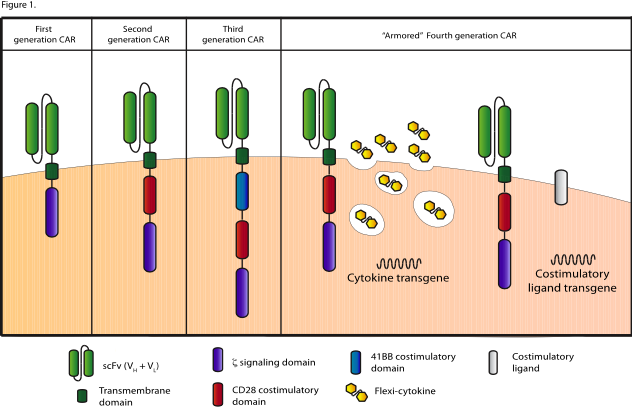 Figure 1.
First
generation CAR
Second
generation CAR
Third
generation CAR
"Armored" Fourth generation CAR
Cytokine transgene
Costimulatory
ligand transgene
scFv (VH + VL)
Transmembrane
domain
ζ signaling domain
CD28 costimulatory
domain
41BB costimulatory
domain
Flexi-cytokine
Costimulatory
ligand